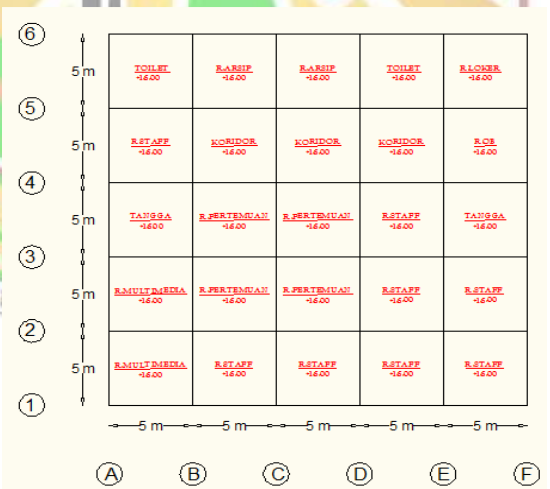 6
TOILET R.ARSIP R.ARSIP TOILET R.LOKER
+16.00 +16.00 +16.00 +16.00 +16.00
5 m
5
R.STAFF KORIDOR KORIDOR KORIDOR R.OB
+16.00 +16.00 +16.00 +16.00 +16.00
5 m
4
TANGGA R.PERTEMUAN R.PERTEMUAN R.STAFF TANGGA
+16.00 +16.00 +16.00 +16.00 +16.00
5 m
3
R.MULTIMEDIA R.PERTEMUAN R.PERTEMUAN R.STAFF R.STAFF
+16.00 +16.00 +16.00 +16.00 +16.00
5 m
2
R.MULTIMEDIA R.STAFF R.STAFF R.STAFF R.STAFF
+16.00 +16.00 +16.00 +16.00 +16.00
5 m
1
5 m 5 m 5 m 5 m 5 m
A B C D E F